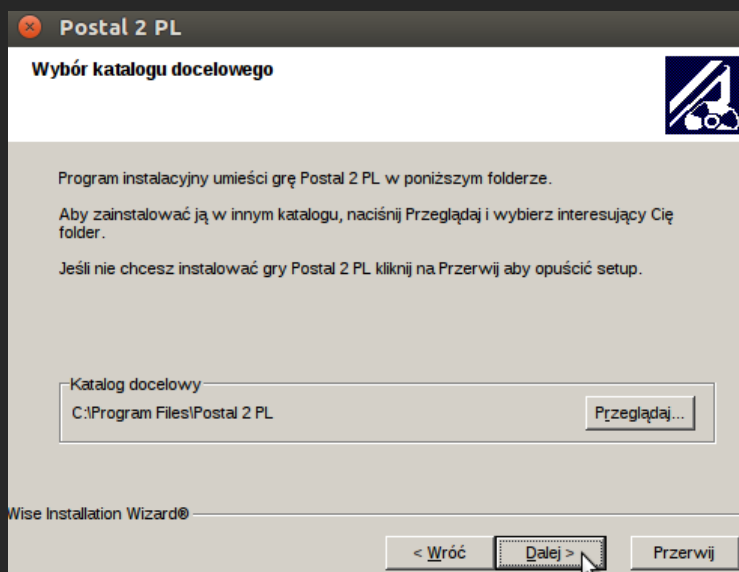 Postal 2 PL
Wybór katalogu docelowego
Program instalacyjny umieści grę Postal 2 PL w poniższym folderze.
Aby zainstalować ją w innym katalogu, naciśnij Przeglądaj i wybierz interesujący Cię
folder.
Jeśli nie chcesz instalować gry Postal 2 PL kliknij na Przerwij aby opuścić setup.
Katalog docelowy
C:\Program Files\Postal 2 PL
Przeglądaj...
Wise Installation Wizard®
< Wróć
Dalej >
Przerwij